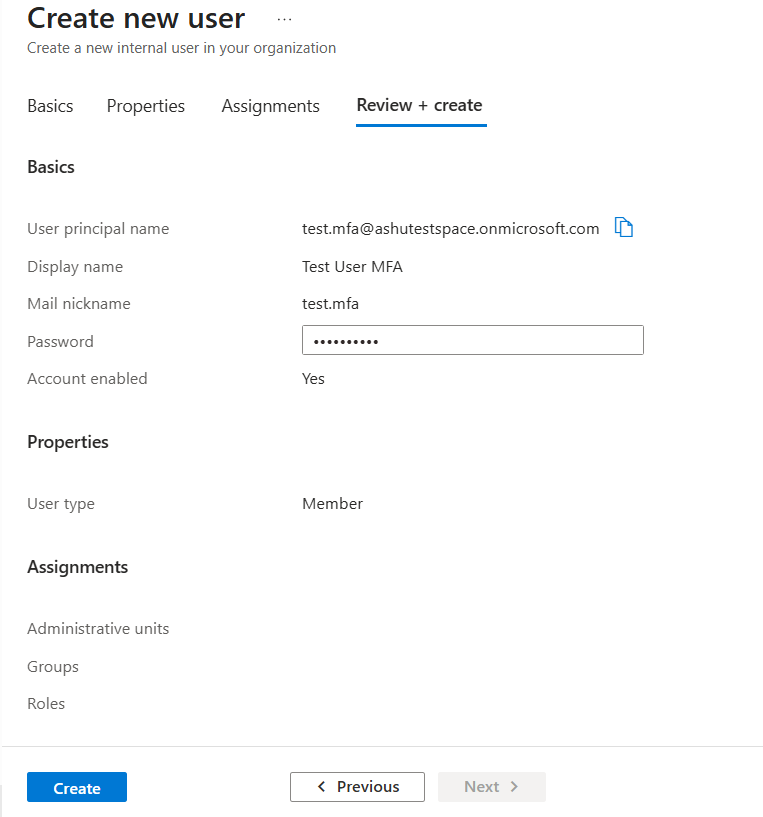 Create new user ...
Create a new internal user in your organization
Basics Properties Assignments Review + create
Basics
User principal name test.mfa@ashutestspace.onmicrosoft.com
Display name Test User MFA
Mail nickname test.mfa
Password ••••••••••
Account enabled Yes
Properties
User type Member
Assignments
Administrative units
Groups
Roles
Create < Previous Next >